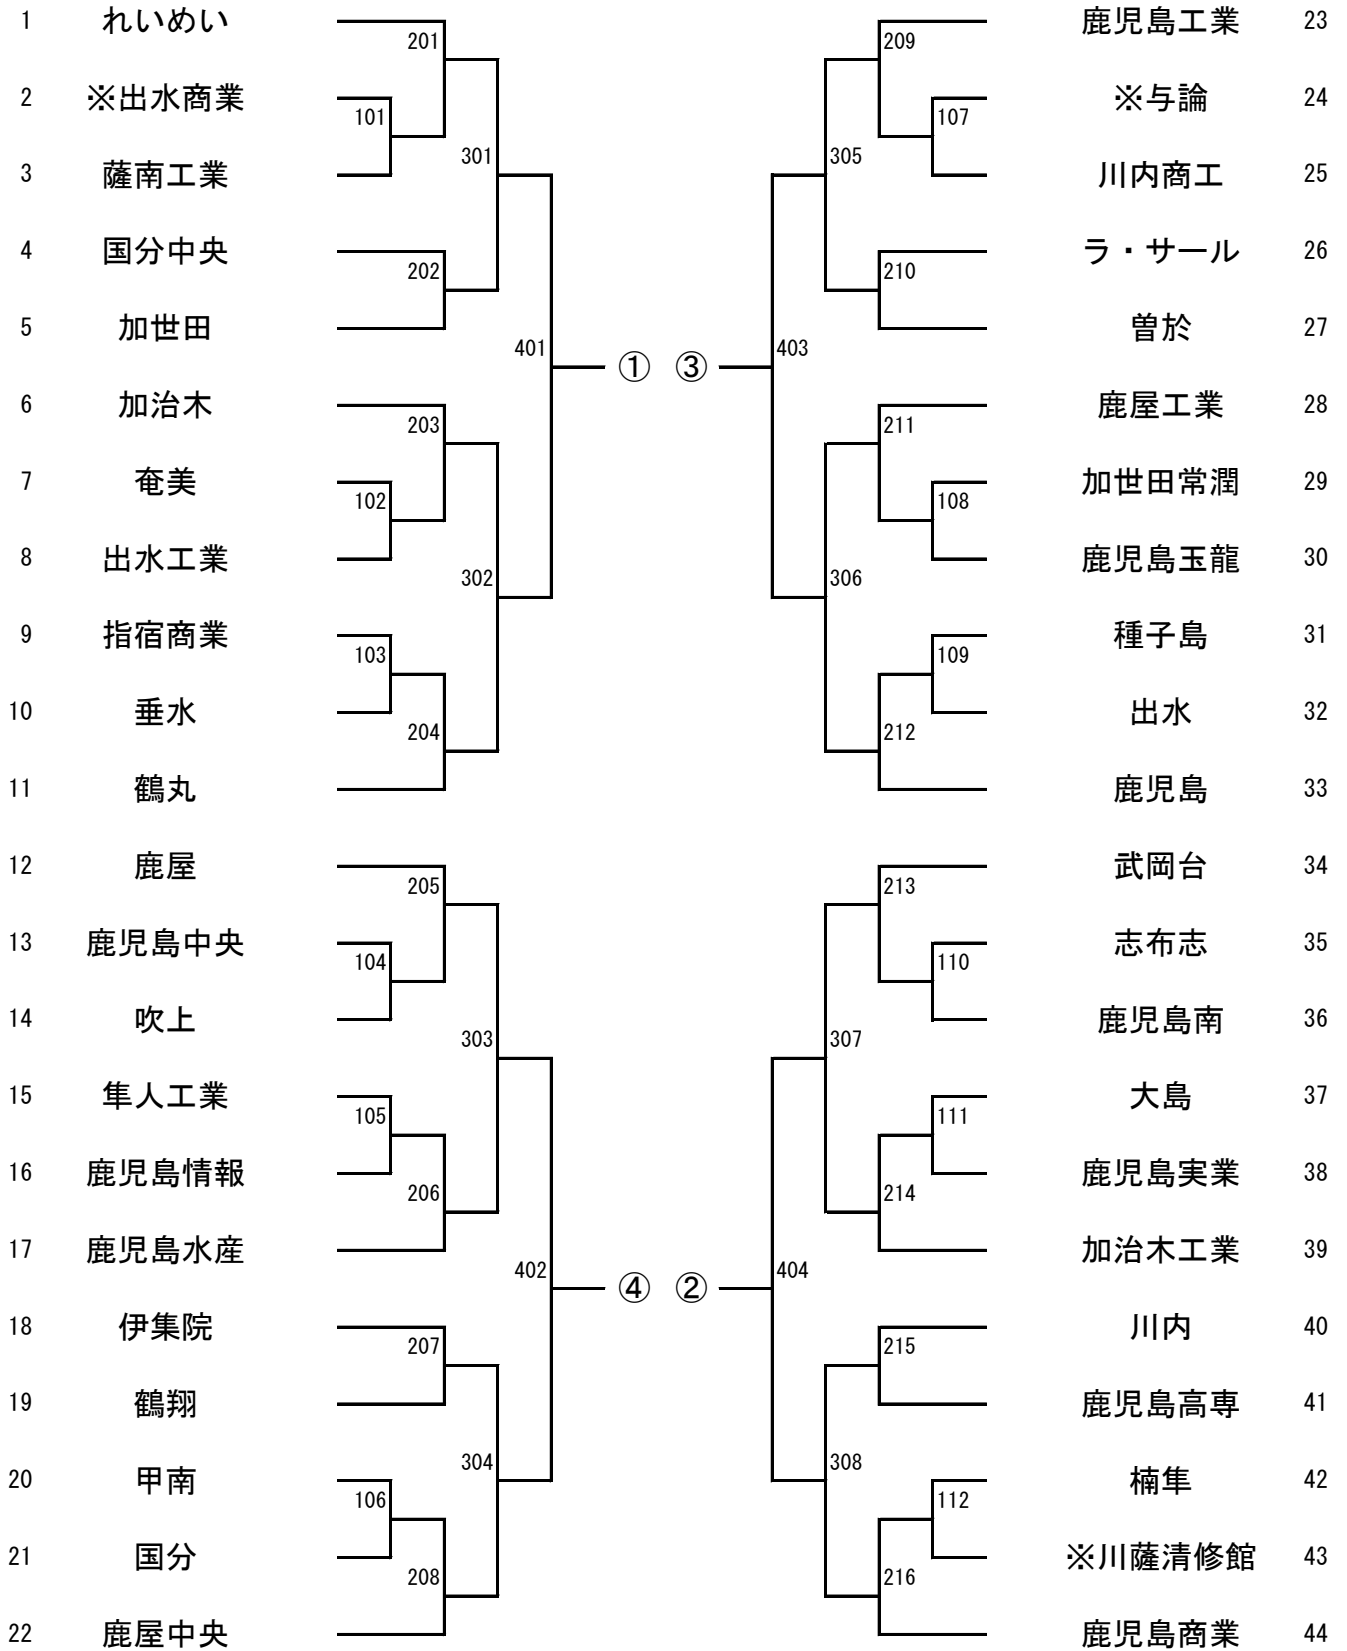 1 れいめい
201
2 ※出水商業
101
3 薩南工業
301
4 国分中央
202
5 加世田
401
①
6 加治木
203
7 奄美
102
8 出水工業
302
9 指宿商業
103
10 垂水
204
11 鶴丸
12 鹿屋
205
13 鹿児島中央
104
14 吹上
303
15 隼人工業
105
16 鹿児島情報
206
17 鹿児島水産
402
④
18 伊集院
207
19 鶴翔
304
20 甲南
106
21 国分
208
22 鹿屋中央
鹿児島工業 23
209
※与論 24
107
305
川内商工 25
ラ・サール 26
210
曽於 27
③
403
鹿屋工業 28
211
加世田常潤 29
108
鹿児島玉龍 30
306
種子島 31
109
出水 32
212
鹿児島 33
武岡台 34
213
志布志 35
110
鹿児島南 36
307
大島 37
111
鹿児島実業 38
214
加治木工業 39
②
404
川内 40
215
鹿児島高専 41
308
楠隼 42
112
※川薩清修館 43
216
鹿児島商業 44